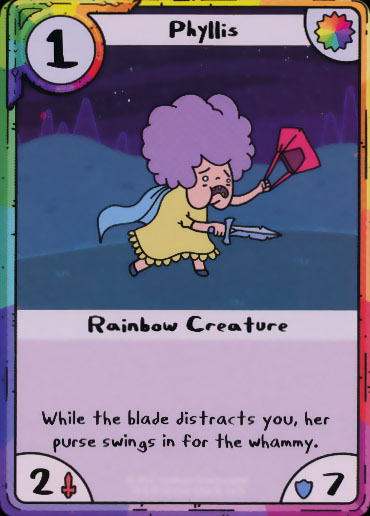 1
Phyllis
Rainbow Creature
While the blade distracts you, her
purse swings in for the whammy.
2
7